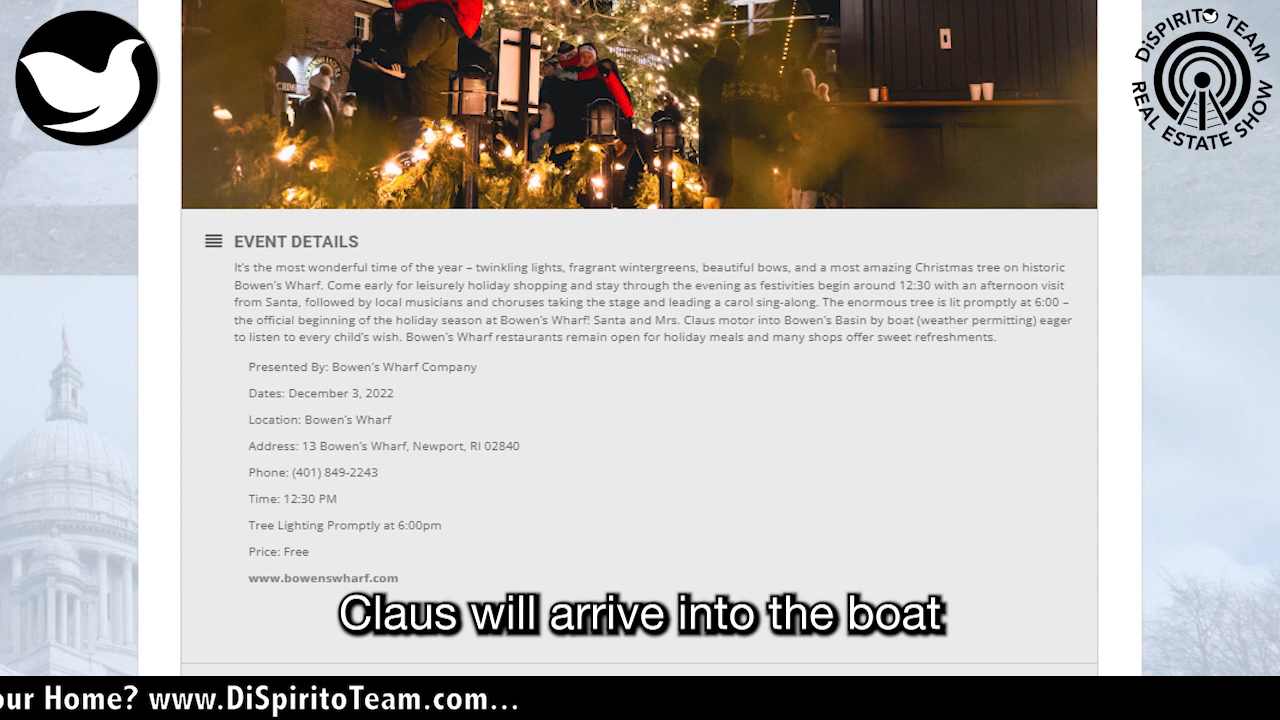 DiSPIRITO TEAM
REAL ESTATE SHOW
EVENT DETAILS
It's the most wonderful time of the year – twinkling lights, fragrant wintergreens, beautiful bows, and a most amazing Christmas tree on historic
Bowen's Wharf. Come early for leisurely holiday shopping and stay through the evening as festivities begin around 12:30 with an afternoon visit
from Santa, followed by local musicians and choruses taking the stage and leading a carol sing-along. The enormous tree is lit promptly at 6:00 –
the official beginning of the holiday season at Bowen's Wharf! Santa and Mrs. Claus motor into Bowen's Basin by boat (weather permitting) eager
to listen to every child's wish. Bowen's Wharf restaurants remain open for holiday meals and many shops offer sweet refreshments.
Presented By: Bowen's Wharf Company
Dates: December 3, 2022
Location: Bowen's Wharf
Address: 13 Bowen's Wharf, Newport, RI 02840
Phone: (401) 849-2243
Time: 12:30 PM
Tree Lighting Promptly at 6:00pm
Price: Free
www.bowenswharf.com
Claus will arrive into the boat
our Home? www.DiSpiritoTeam.com...